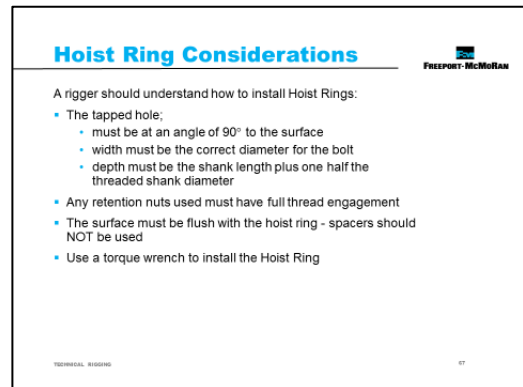 Hoist Ring Considerations
FREEPORT-MCMORAN
A rigger should understand how to install Hoist Rings:
▪ The tapped hole;
• must be at an angle of 90° to the surface
• width must be the correct diameter for the bolt
• depth must be the shank length plus one half the
threaded shank diameter
▪ Any retention nuts used must have full thread engagement
▪ The surface must be flush with the hoist ring - spacers should
NOT be used
▪ Use a torque wrench to install the Hoist Ring
TECHNICAL RIGGING